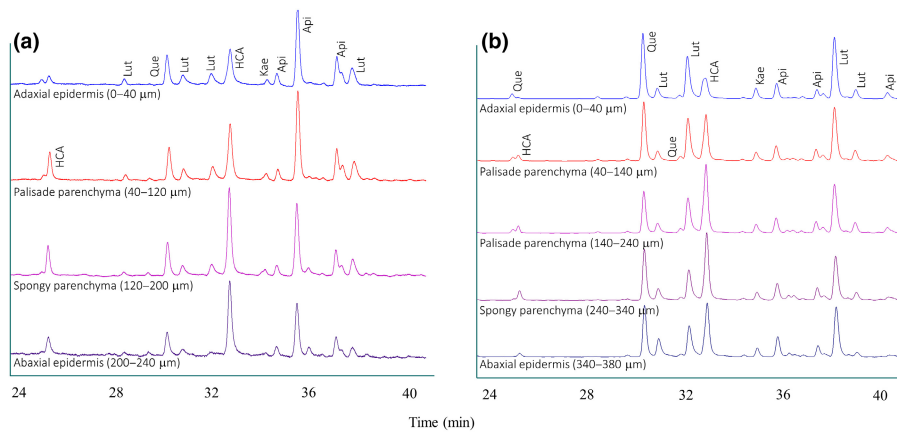 (a)
Api
HCA
Api
Lut
Que
Lut
Lut
Kae
Api
Lut
Adaxial epidermis (0–40 µm)
HCA
Palisade parenchyma (40–120 µm)
Spongy parenchyma (120–200 µm)
Abaxial epidermis (200–240 µm)
24 28 32 36 40
(b)
Que
Lut
Lut
HCA
Que
Lut
Kae
Api
Api
Lut
Api
Adaxial epidermis (0–40 µm)
HCA
Que
Palisade parenchyma (40–140 µm)
Palisade parenchyma (140–240 µm)
Spongy parenchyma (240–340 µm)
Abaxial epidermis (340–380 µm)
24 28 32 36 40
Time (min)